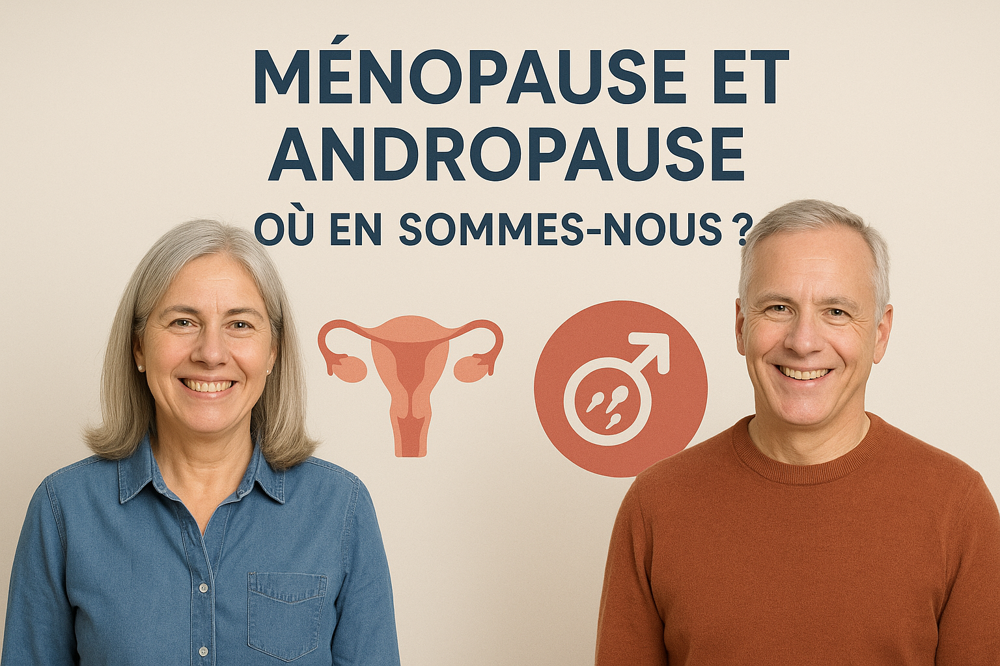 MÉNOPAUSE ET
ANDROPAUSE
OÙ EN SOMMES-NOUS ?